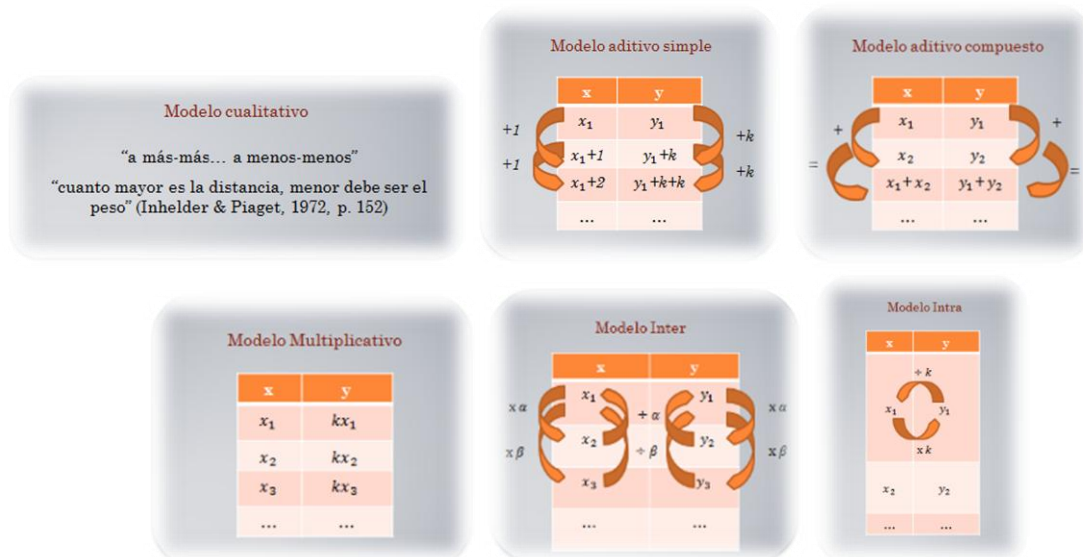 Modelo cualitativo
“a más-más… a menos-menos”
“cuanto mayor es la distancia, menor debe ser el
peso” (Inhelder & Piaget, 1972, p. 152)
Modelo aditivo simple
x y
x₁ y₁
+1 +k
x₁+1 y₁+k
+1 +k
x₁+2 y₁+k+k
... ...
Modelo aditivo compuesto
x y
x₁ y₁
+ +
x₂ y₂
= =
x₁+x₂ y₁+y₂
... ...
Modelo Multiplicativo
x y
x₁ kx₁
x₂ kx₂
x₃ kx₃
... ...
Modelo Inter
x y
x₁ y₁
x α ÷ α x α
x₂ y₂
x β ÷ β x β
x₃ y₃
... ...
Modelo Intra
x y
÷ k
x₁ y₁
x k
x₂ y₂
... ...